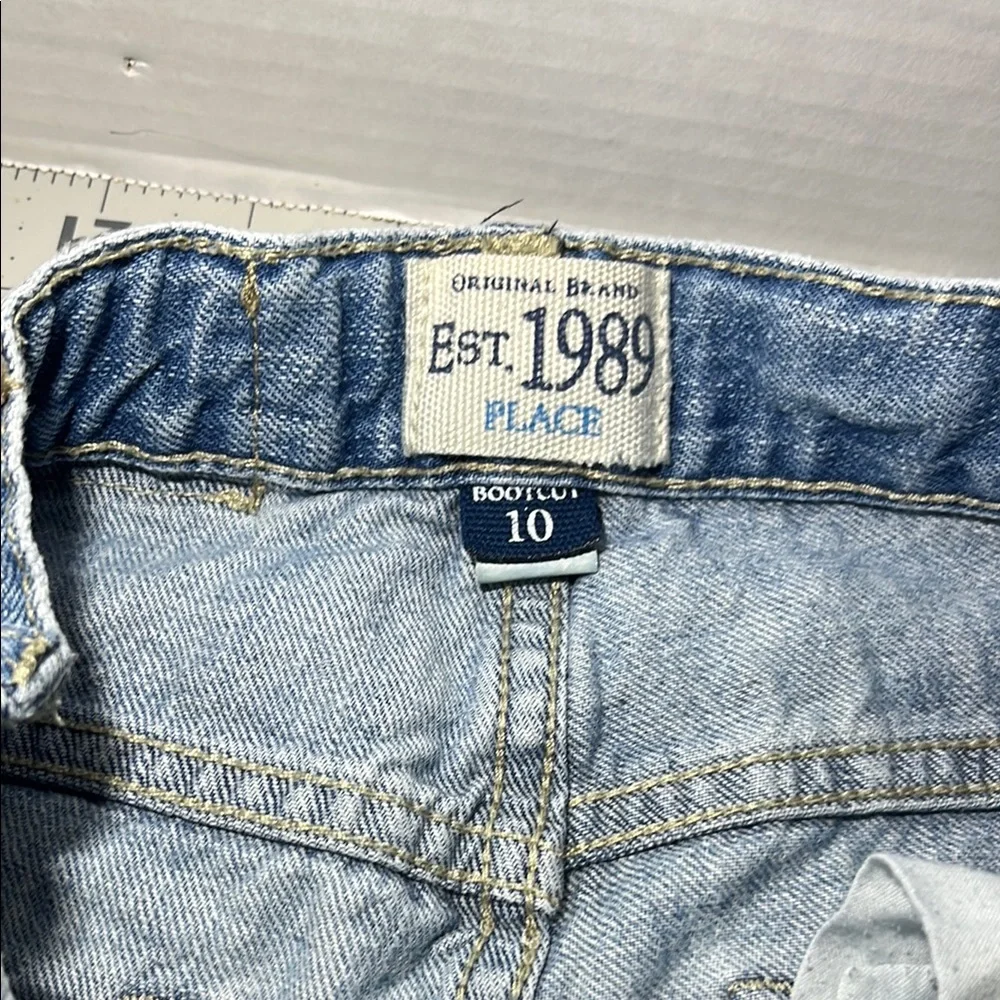 ORIGINAL BRAND
EST. 1989
PLACE
BOOTCUT
10